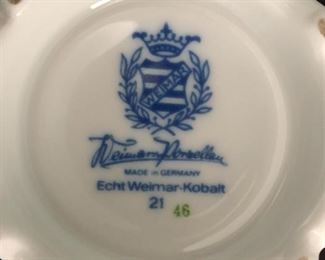 WEIMAR
Weimar Porzellan
MADE IN GERMANY
Echt Weimar-Kobalt
21 46